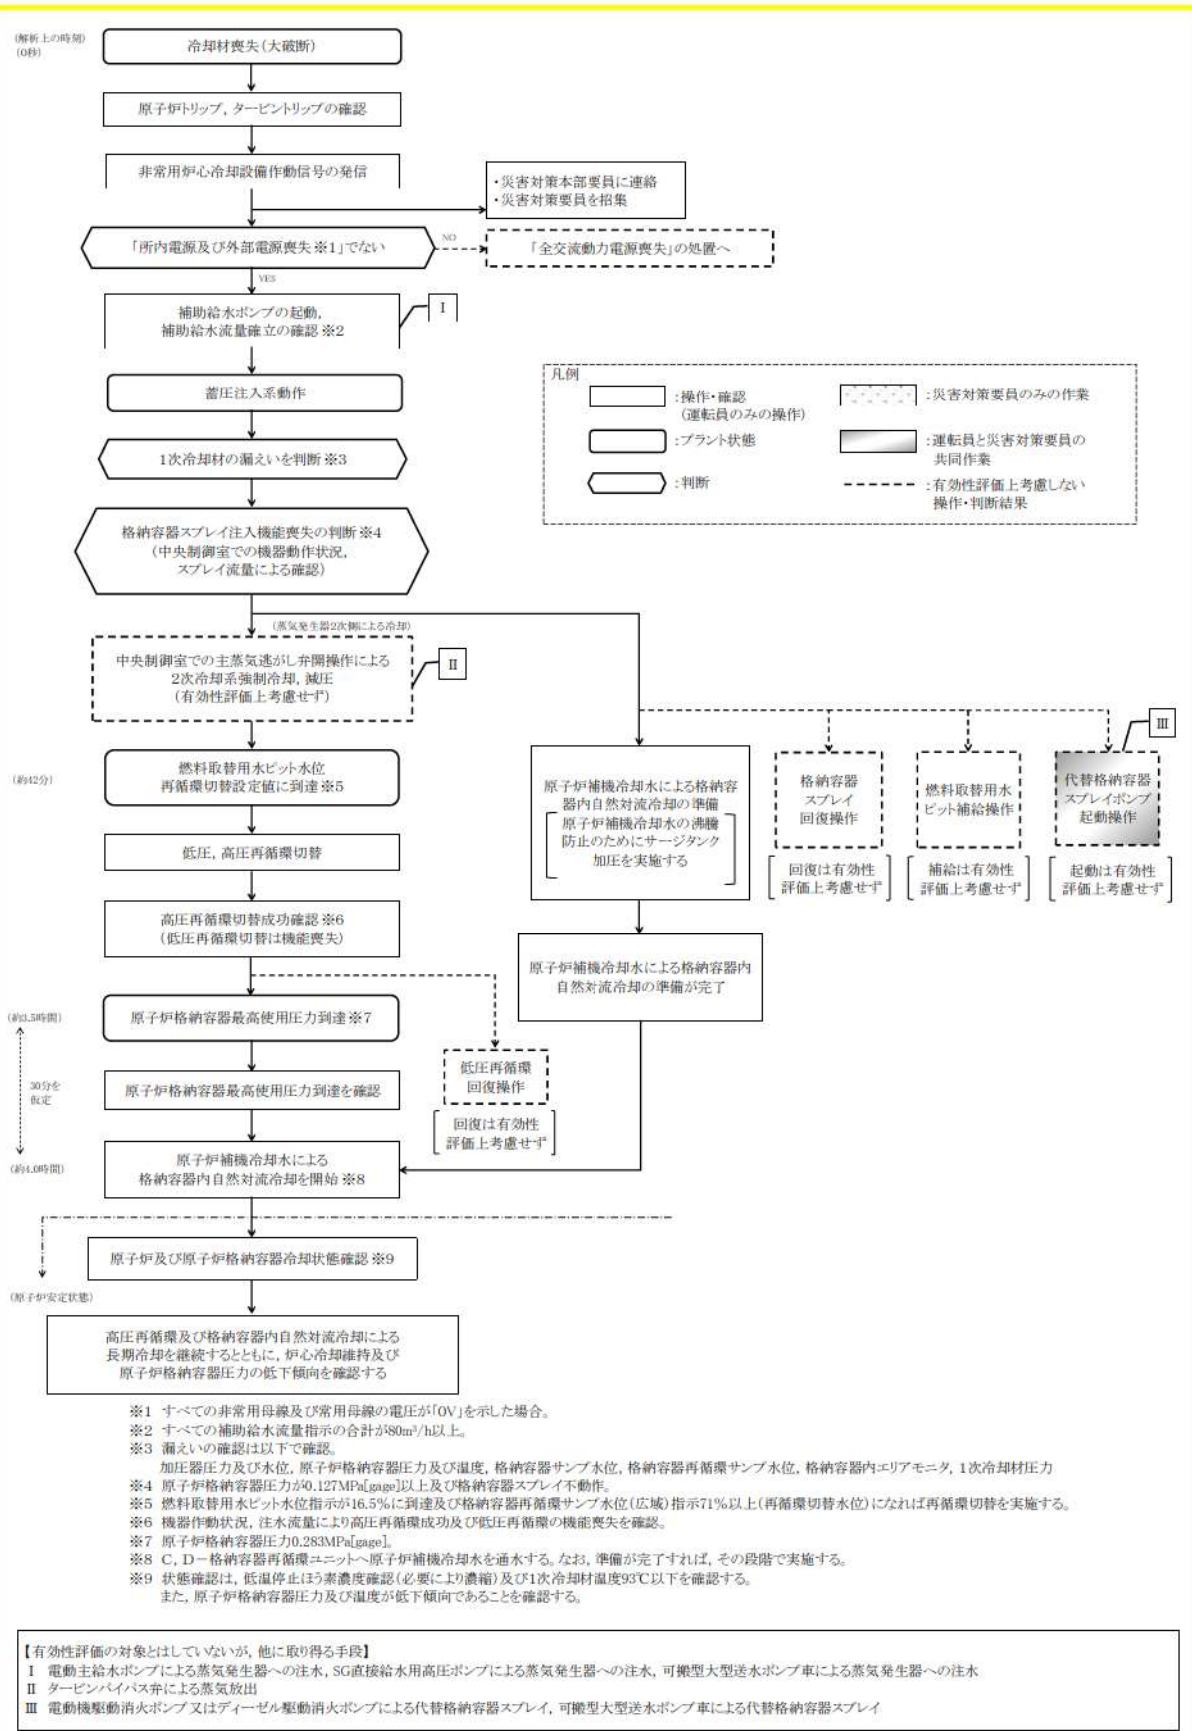 (解析上の時刻)
(0秒)
冷却材喪失(大破断)
原子炉トリップ, タービントリップの確認
非常用炉心冷却設備作動信号の発信
・災害対策本部要員に連絡
・災害対策要員を招集
「所内電源及び外部電源喪失※1」でない
NO
「全交流動力電源喪失」の処置へ
YES
補助給水ポンプの起動,
補助給水流量確立の確認※2
I
蓄圧注入系動作
1次冷却材の漏えいを判断※3
格納容器スプレイ注入機能喪失の判断※4
(中央制御室での機器動作状況,
スプレイ流量による確認)
凡例
:操作・確認
(運転員のみの操作)
:プラント状態
:判断
:災害対策要員のみの作業
:運転員と災害対策要員の
共同作業
:有効性評価上考慮しない
操作・判断結果
(蒸気発生器2次側による冷却)
中央制御室での主蒸気逃がし弁開操作による
2次冷却系強制冷却, 減圧
(有効性評価上考慮せず)
II
(約42分)
燃料取替用水ピット水位
再循環切替設定値に到達※5
低圧, 高圧再循環切替
高圧再循環切替成功確認※6
(低圧再循環切替は機能喪失)
原子炉補機冷却水による格納容
器内自然対流冷却の準備
原子炉補機冷却水の沸騰
防止のためにサージタンク
加圧を実施する
III
格納容器
スプレイ
回復操作
回復は有効性
評価上考慮せず
燃料取替用水
ピット補給操作
補給は有効性
評価上考慮せず
代替格納容器
スプレイポンプ
起動操作
起動は有効性
評価上考慮せず
原子炉補機冷却水による格納容器内
自然対流冷却の準備が完了
(約3.5時間)
原子炉格納容器最高使用圧力到達※7
30分を
仮定
原子炉格納容器最高使用圧力到達を確認
低圧再循環
回復操作
回復は有効性
評価上考慮せず
(約4.0時間)
原子炉補機冷却水による
格納容器内自然対流冷却を開始※8
原子炉及び原子炉格納容器冷却状態確認※9
(原子炉安定状態)
高圧再循環及び格納容器内自然対流冷却による
長期冷却を継続するとともに, 炉心冷却維持及び
原子炉格納容器圧力の低下傾向を確認する
※1 すべての非常用母線及び常用母線の電圧が「0V」を示した場合。
※2 すべての補助給水流量指示の合計が80m³/h以上。
※3 漏えいの確認は以下で確認。
加圧器圧力及び水位, 原子炉格納容器圧力及び温度, 格納容器サンプ水位, 格納容器再循環サンプ水位, 格納容器内エリアモニタ, 1次冷却材圧力
※4 原子炉格納容器圧力が0.127MPa[gage]以上及び格納容器スプレイ不動作。
※5 燃料取替用水ピット水位指示が16.5%に到達及び格納容器再循環サンプ水位(広域)指示71%以上(再循環切替水位)になれば再循環切替を実施する。
※6 機器作動状況, 注水流量により高圧再循環成功及び低圧再循環の機能喪失を確認。
※7 原子炉格納容器圧力0.283MPa[gage]。
※8 C, D−格納容器再循環ユニットへ原子炉補機冷却水を通水する。なお, 準備が完了すれば, その段階で実施する。
※9 状態確認は, 低温停止ほう素濃度確認(必要により濃縮)及び1次冷却材温度93℃以下を確認する。
また, 原子炉格納容器圧力及び温度が低下傾向であることを確認する。
【有効性評価の対象とはしていないが, 他に取り得る手段】
I 電動主給水ポンプによる蒸気発生器への注水, SG直接給水用高圧ポンプによる蒸気発生器への注水, 可搬型大型送水ポンプ車による蒸気発生器への注水
II タービンバイパス弁による蒸気放出
III 電動機駆動消火ポンプ又はディーゼル駆動消火ポンプによる代替格納容器スプレイ, 可搬型大型送水ポンプ車による代替格納容器スプレイ